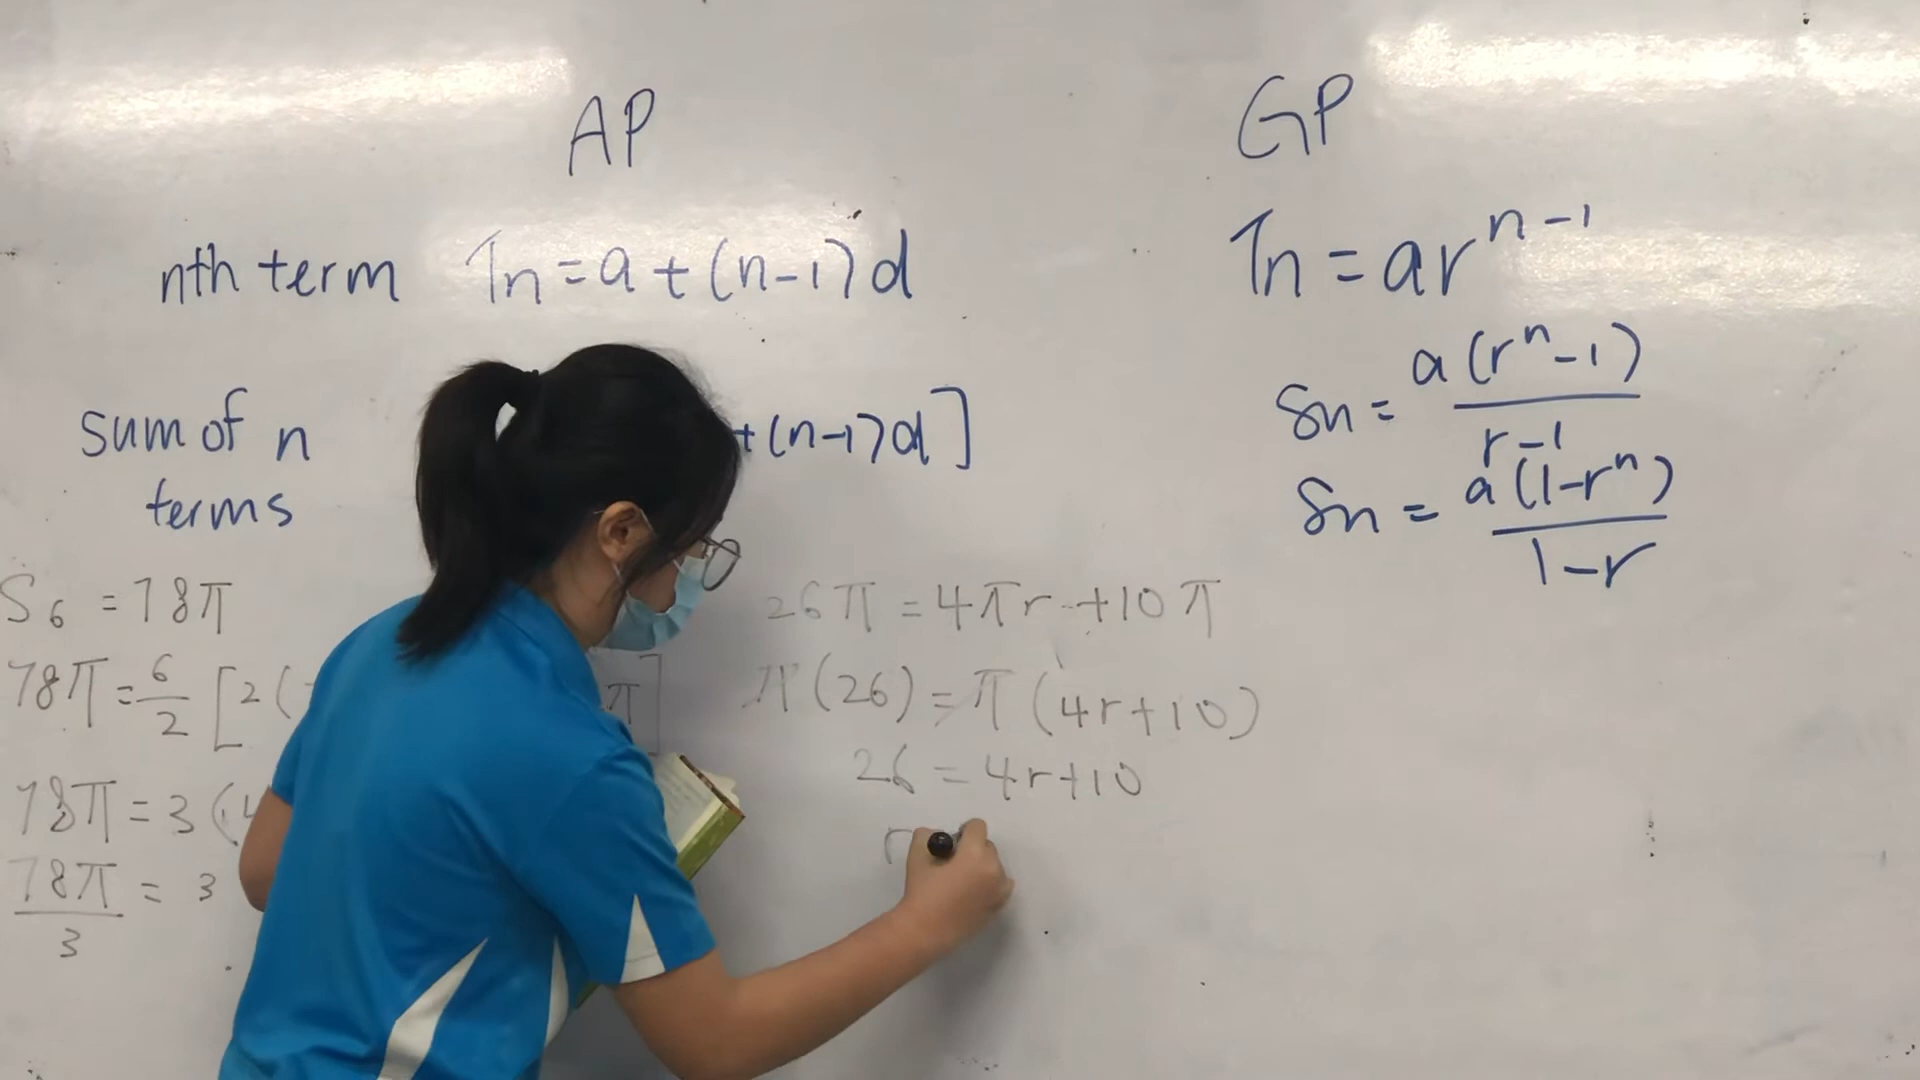 AP
GP
nth term Tn = a + (n-1)d
Tn = ar^n-1
sum of n terms
+(n-1)d]
Sn = a(r^n-1) / r-1
Sn = a(1-r^n) / 1-r
S6 = 78π
78π = 6/2 [2(
π]
78π = 3(
78π/3 = 3
26π = 4πr + 10π
π(26) = π(4r+10)
26 = 4r+10
r